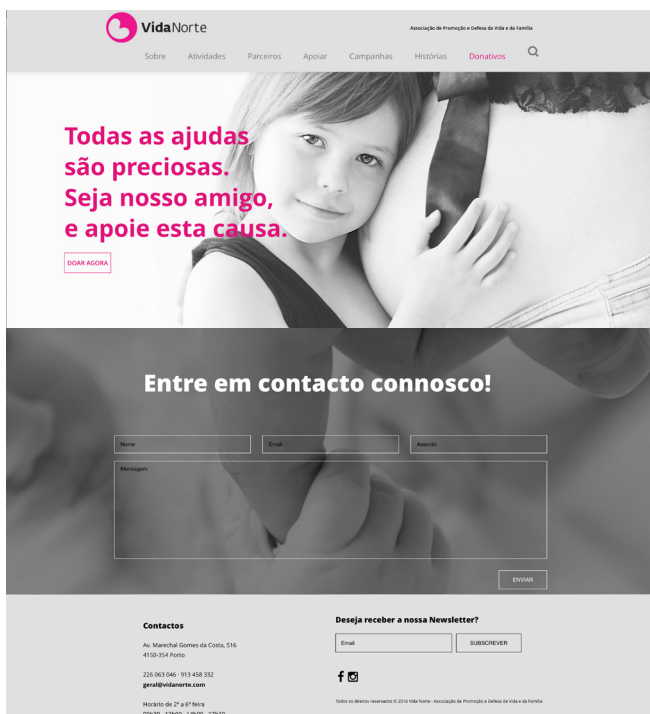 VidaNorte
Associação de Promoção e Defesa da Vida e da Família
Sobre Atividades Parceiros Apoiar Campanhas Histórias Donativos
Todas as ajudas
são preciosas.
Seja nosso amigo,
e apoie esta causa.
DOAR AGORA
Entre em contacto connosco!
Nome Email Assunto
Mensagem
ENVIAR
Contactos
Av. Marechal Gomes da Costa, 516
4150-354 Porto
226 063 046 - 913 458 332
geral@vidanorte.com
Horário de 2ª a 6ª feira
Deseja receber a nossa Newsletter?
Email SUBSCREVER
Todos os direitos reservados © 2016 Vida Norte - Associação de Promoção e Defesa da Vida e da Família